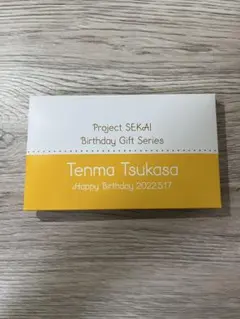 Project SEKAI
Birthday Gift Series
Tenma Tsukasa
Happy Birthday 2022.5.17